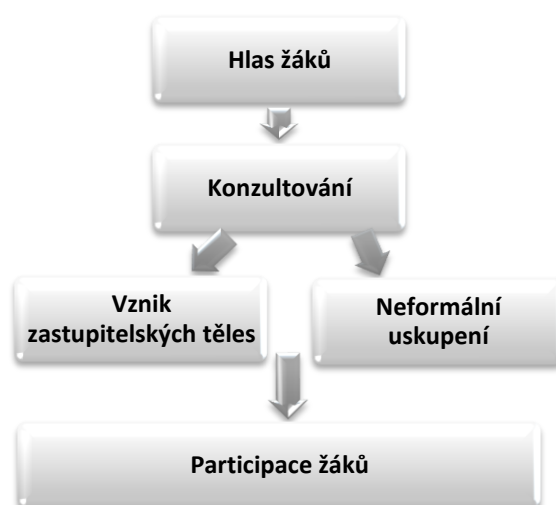 Hlas žáků
Konzultování
Vznik
zastupitelských těles
Neformální
uskupení
Participace žáků